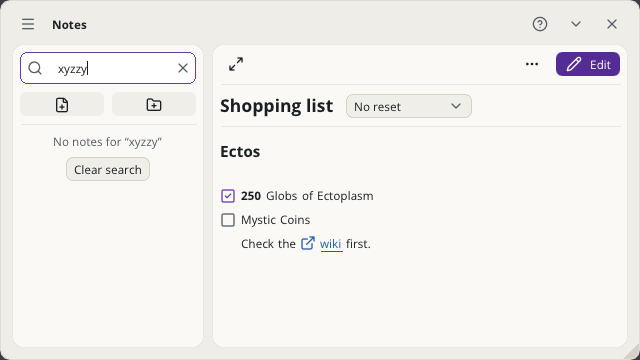 Notes
xyzzy
Edit
Shopping list
No reset
No notes for “xyzzy”
Clear search
Ectos
250 Globs of Ectoplasm
Mystic Coins
Check the wiki first.